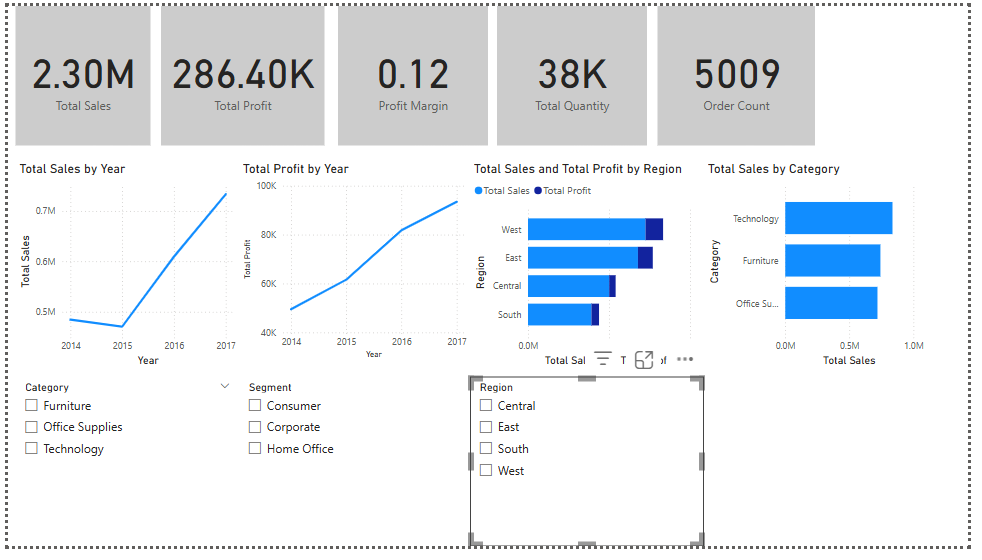 2.30M
Total Sales
286.40K
Total Profit
0.12
Profit Margin
38K
Total Quantity
5009
Order Count
Total Sales by Year
0.7M
0.6M
0.5M
Total Sales
2014 2015 2016 2017
Year
Total Profit by Year
100K
80K
60K
40K
Total Profit
2014 2015 2016 2017
Year
Total Sales and Total Profit by Region
Total Sales Total Profit
West
East
Central
South
Region
0.0M
Total Sal T of
Total Sales by Category
Technology
Furniture
Office Su...
Category
0.0M 0.5M 1.0M
Total Sales
Category
Furniture
Office Supplies
Technology
Segment
Consumer
Corporate
Home Office
Region
Central
East
South
West